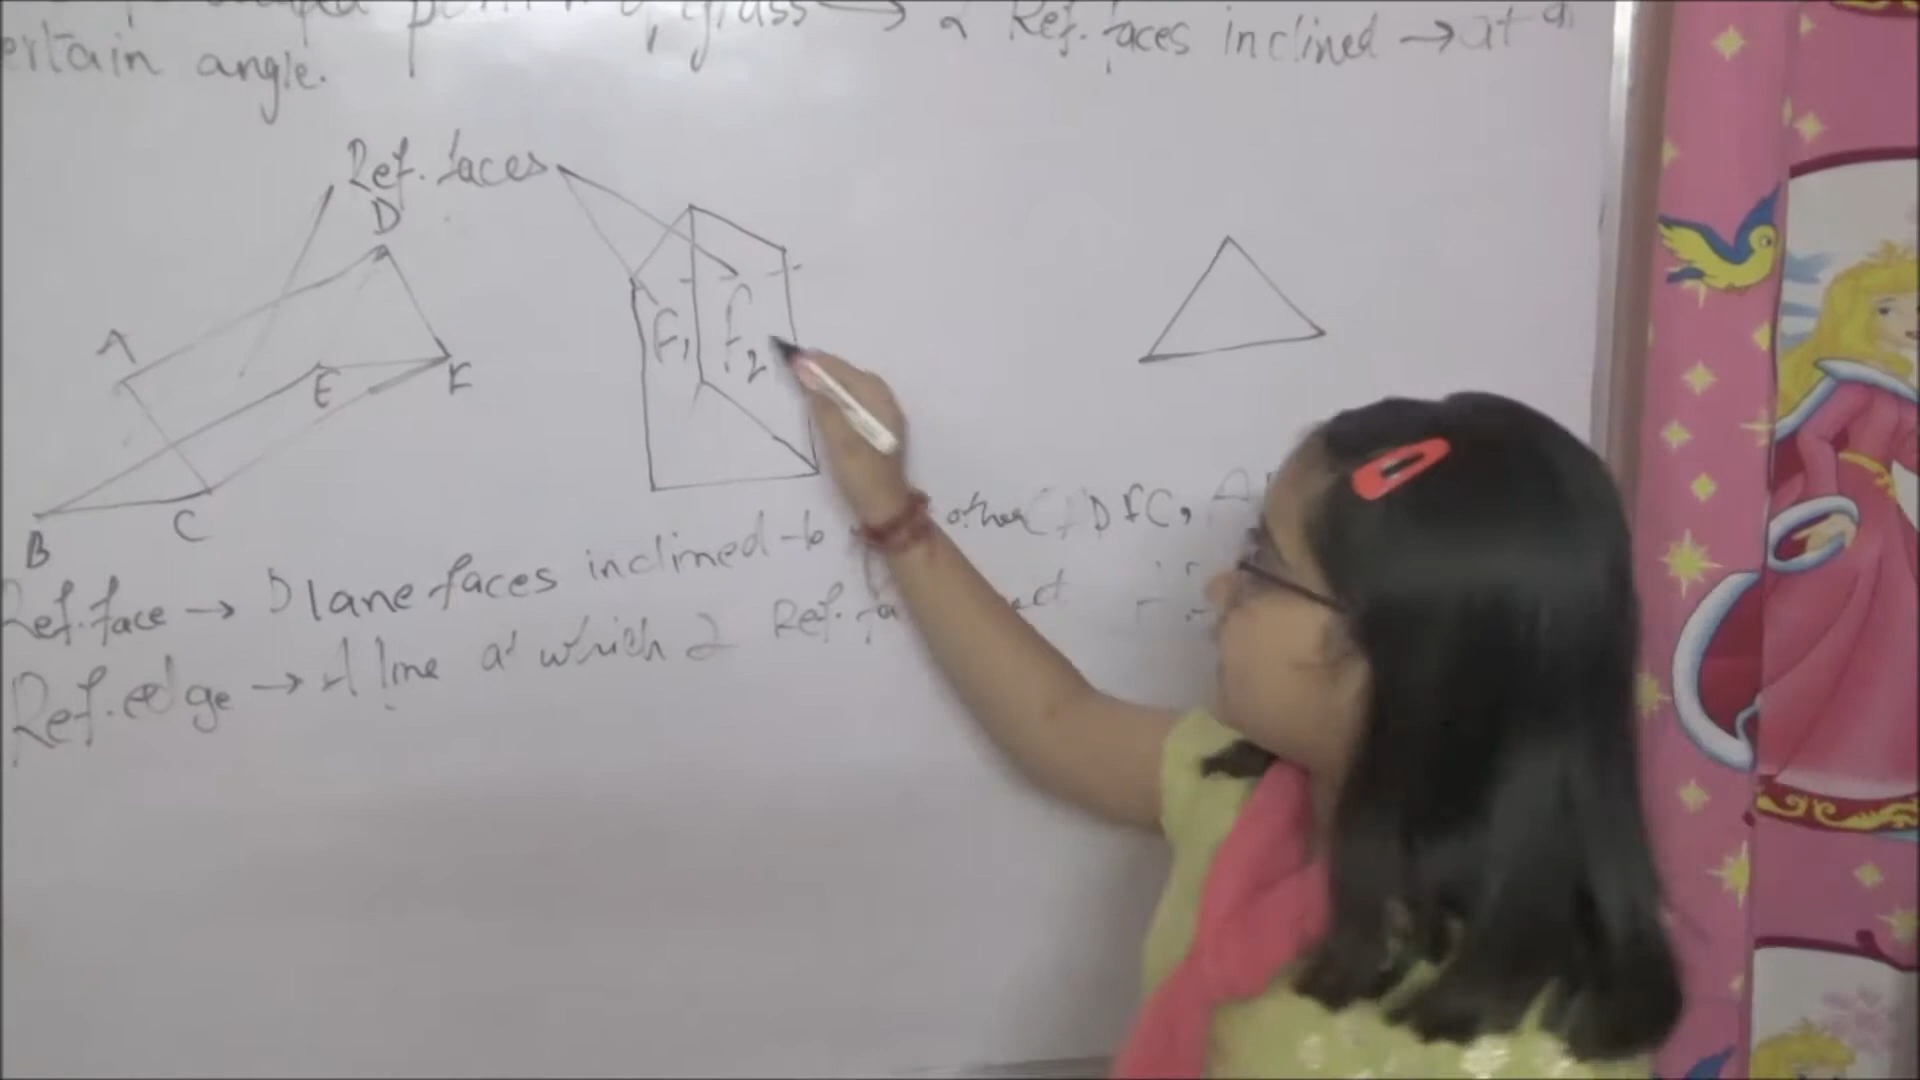 glass → 2 Ref. faces inclined → at a
ertain angle.
Ref. faces
D
A
F1 F2
E F
C
B
Ref. face → Plane faces inclined to other DFC,
Ref. edge → A line at which 2 Ref.